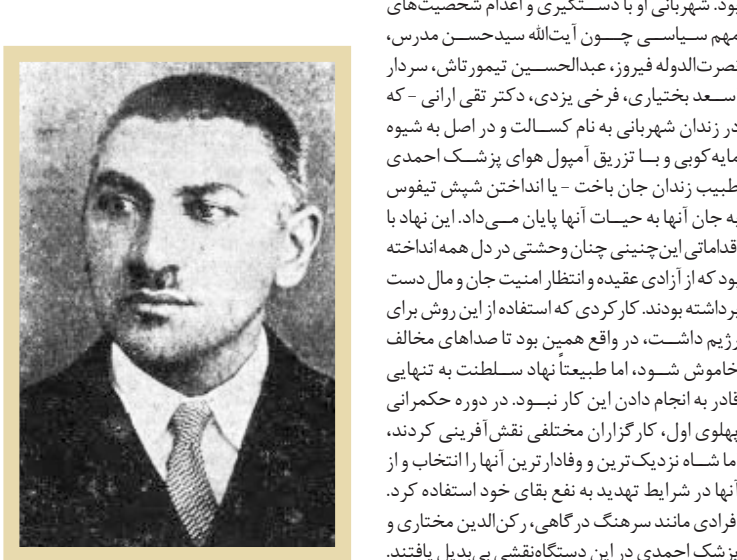 بود. شهربانی او با دستگیری و اعدام شخصیت‌های
مهم سیاسی چون آیت‌الله سیدحسن مدرس،
نصرت‌الدوله فیروز، عبدالحسین تیمورتاش، سردار
اسعد بختیاری، فرخی یزدی، دکتر تقی ارانی - که
در زندان شهربانی به نام کسالت و در اصل به شیوه
مایه‌کوبی و با تزریق آمپول هوای پزشک احمدی
طبیب زندان جان باخت - یا انداختن شپش تیفوس
به جان آنها به حیات آنها پایان می‌داد. این نهاد با
اقداماتی این‌چنینی چنان وحشتی در دل همه انداخته
بود که از آزادی عقیده و انتظار امنیت جان و مال دست
برداشته بودند. کارکردی که استفاده از این روش برای
رژیم داشت، در واقع همین بود تا صداهای مخالف
خاموش شود، اما طبیعتاً نهاد سلطنت به تنهایی
قادر به انجام دادن این کار نبود. در دوره حکمرانی
پهلوی اول، کارگزاران مختلفی نقش‌آفرینی کردند،
اما شاه نزدیک‌ترین و وفادارترین آنها را انتخاب و از
آنها در شرایط تهدید به نفع بقای خود استفاده کرد.
افرادی مانند سرهنگ درگاهی، رکن‌الدین مختاری و
پزشک احمدی در این دستگاه نقشی بی‌بدیل یافتند.